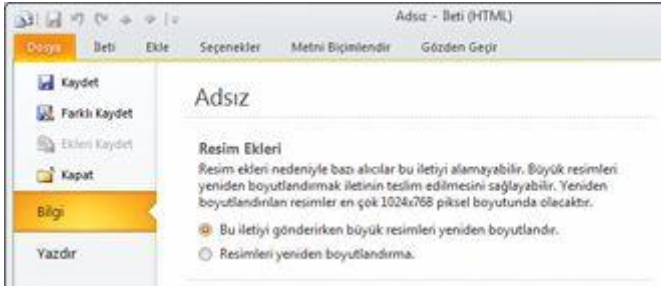 Adsız - İleti (HTML)
Dosya İleti Ekle Seçenekler Metni Biçimlendir Gözden Geçir
Kaydet
Farklı Kaydet
Ekleri Kaydet
Kapat
Bilgi
Yazdır
Adsız
Resim Ekleri
Resim ekleri nedeniyle bazı alıcılar bu iletiyi alamayabilir. Büyük resimleri
yeniden boyutlandırmak iletinin teslim edilmesini sağlayabilir. Yeniden
boyutlandırılan resimler en çok 1024x768 piksel boyutunda olacaktır.
Bu iletiyi gönderirken büyük resimleri yeniden boyutlandır.
Resimleri yeniden boyutlandırma.